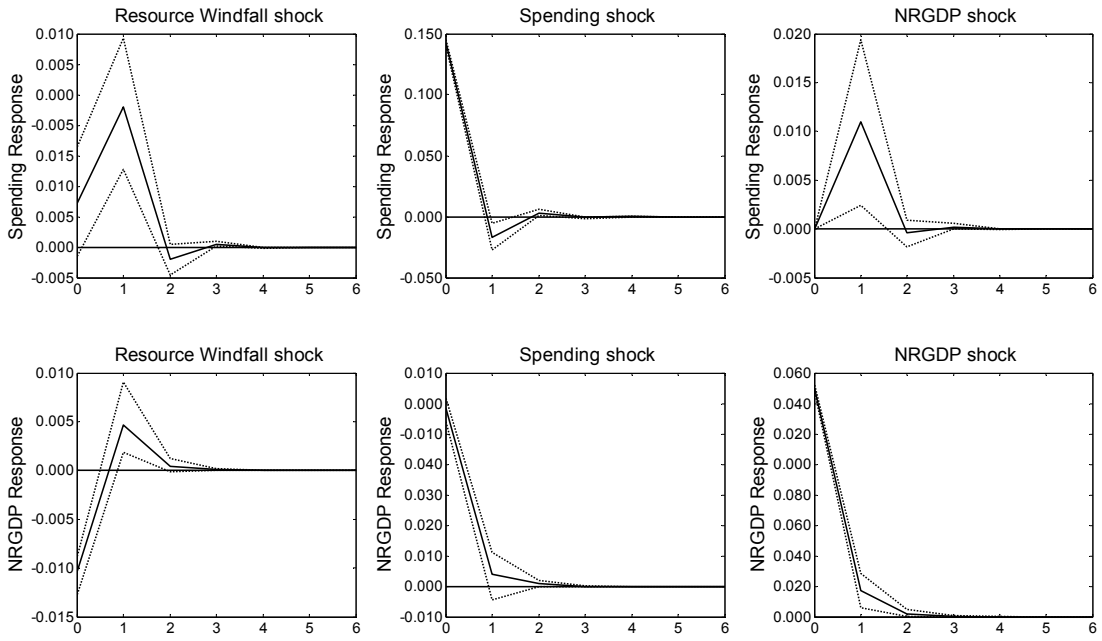 Resource Windfall shock
Spending Response
0.010
0.005
0.000
-0.005
0.015
0.010
0.005
0.000
-0.005
0 1 2 3 4 5 6
Spending shock
Spending Response
0.150
0.100
0.050
0.000
-0.050
0 1 2 3 4 5 6
NRGDP shock
Spending Response
0.020
0.015
0.010
0.005
0.000
-0.005
0 1 2 3 4 5 6
Resource Windfall shock
NRGDP Response
0.010
0.005
0.000
-0.005
-0.010
-0.015
0 1 2 3 4 5 6
Spending shock
NRGDP Response
0.010
0.000
-0.010
0.040
0.030
0.020
0.010
0.000
-0.010
0 1 2 3 4 5 6
NRGDP shock
NRGDP Response
0.060
0.040
0.020
0.000
0.080
0.060
0.040
0.020
0.000
0 1 2 3 4 5 6